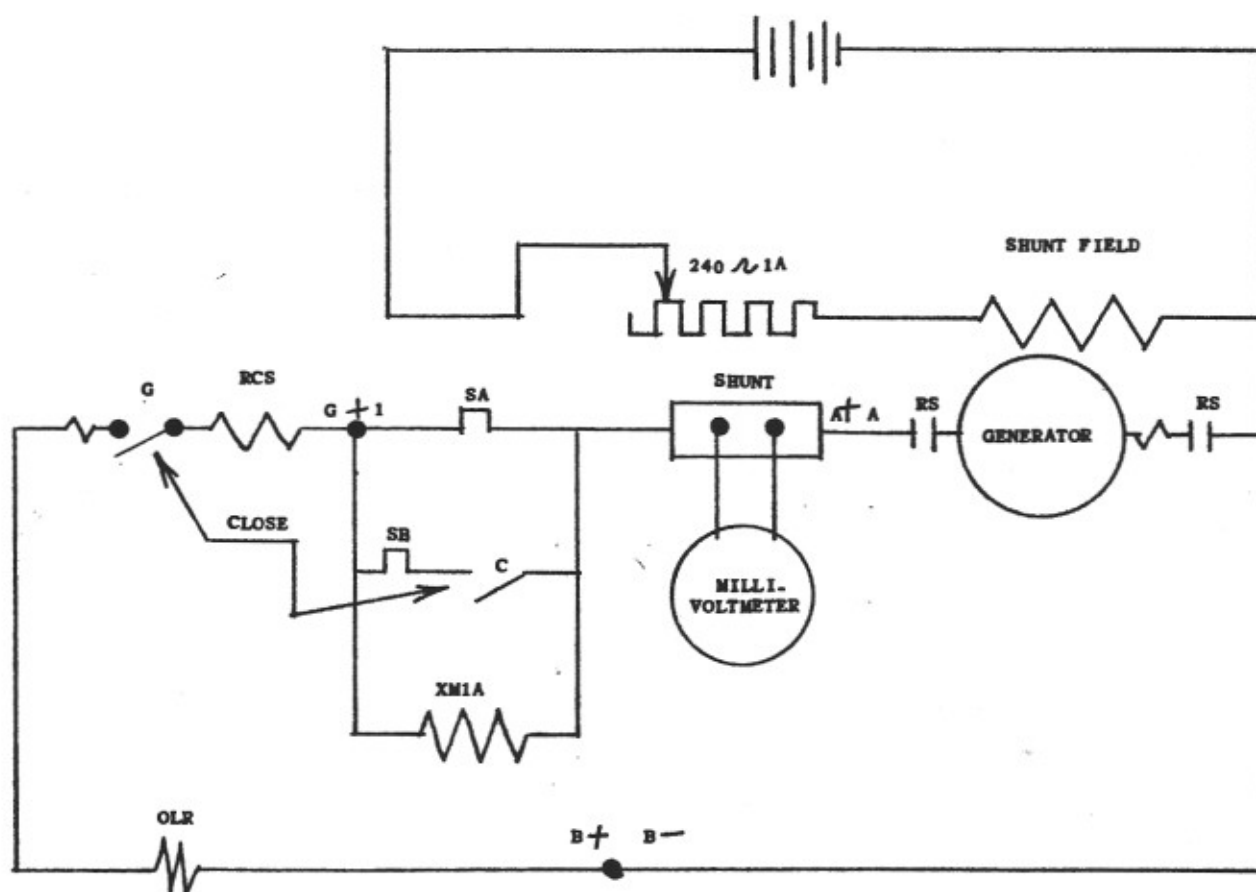 SHUNT FIELD
240 Ω 1A
G
RCS
G+1
SA
SHUNT
A+ A
RS
GENERATOR
RS
CLOSE
SB
C
MILLI-
VOLTMETER
XM1A
OLR
B+ B-